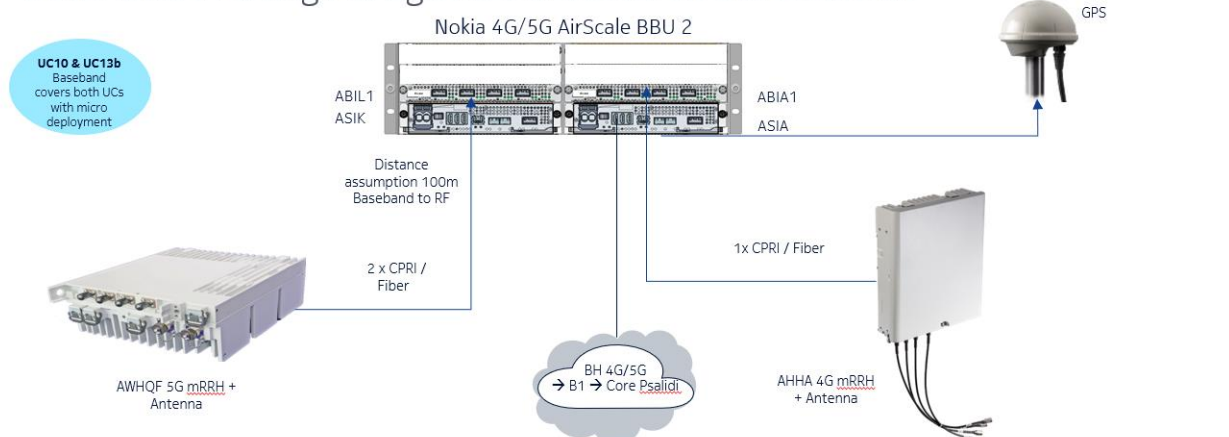 Nokia 4G/5G AirScale BBU 2
GPS
UC10 & UC13b
Baseband
covers both UCs
with micro
deployment
ABIL1
ASIK
ABIA1
ASIA
Distance
assumption 100m
Baseband to RF
2 x CPRI /
Fiber
1x CPRI / Fiber
AWHQF 5G mRRH +
Antenna
BH 4G/5G
→ B1 → Core Psalidi
AHHA 4G mRRH
+ Antenna